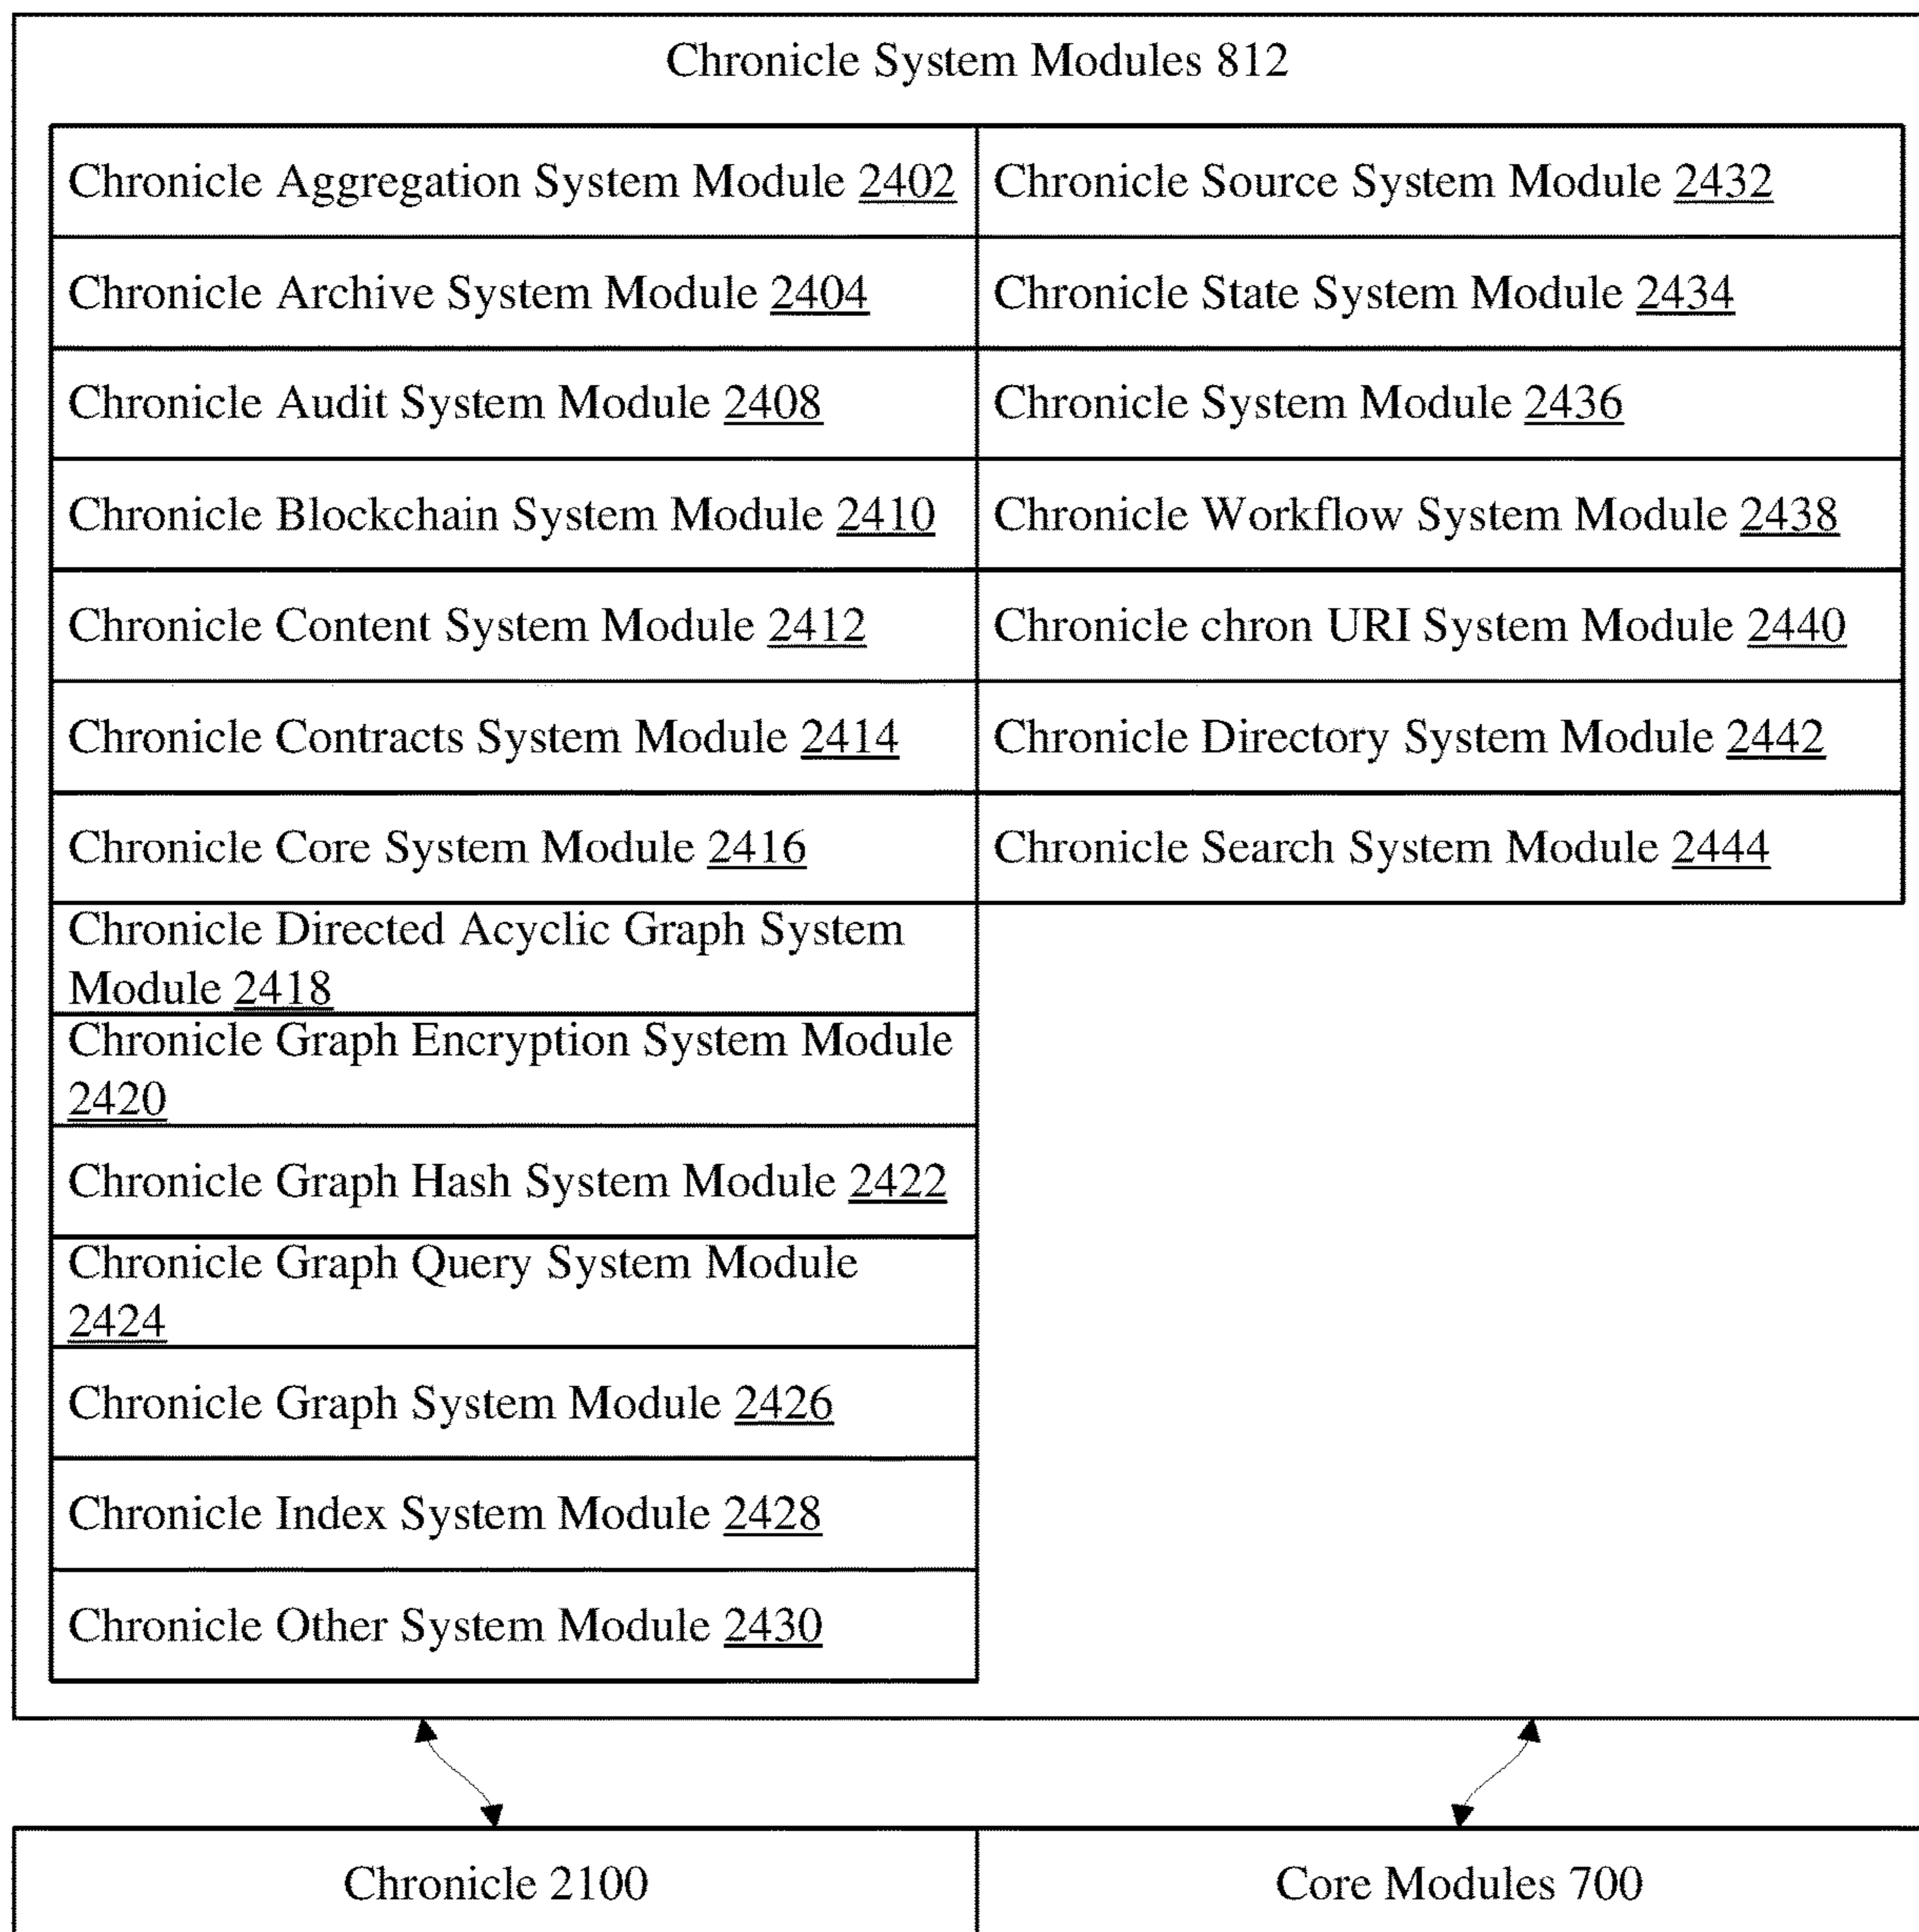 Chronicle System Modules 812
Chronicle Aggregation System Module 2402
Chronicle Archive System Module 2404
Chronicle Audit System Module 2408
Chronicle Blockchain System Module 2410
Chronicle Content System Module 2412
Chronicle Contracts System Module 2414
Chronicle Core System Module 2416
Chronicle Directed Acyclic Graph System
Module 2418
Chronicle Graph Encryption System Module
2420
Chronicle Graph Hash System Module 2422
Chronicle Graph Query System Module
2424
Chronicle Graph System Module 2426
Chronicle Index System Module 2428
Chronicle Other System Module 2430
Chronicle Source System Module 2432
Chronicle State System Module 2434
Chronicle System Module 2436
Chronicle Workflow System Module 2438
Chronicle chron URI System Module 2440
Chronicle Directory System Module 2442
Chronicle Search System Module 2444
Chronicle 2100
Core Modules 700